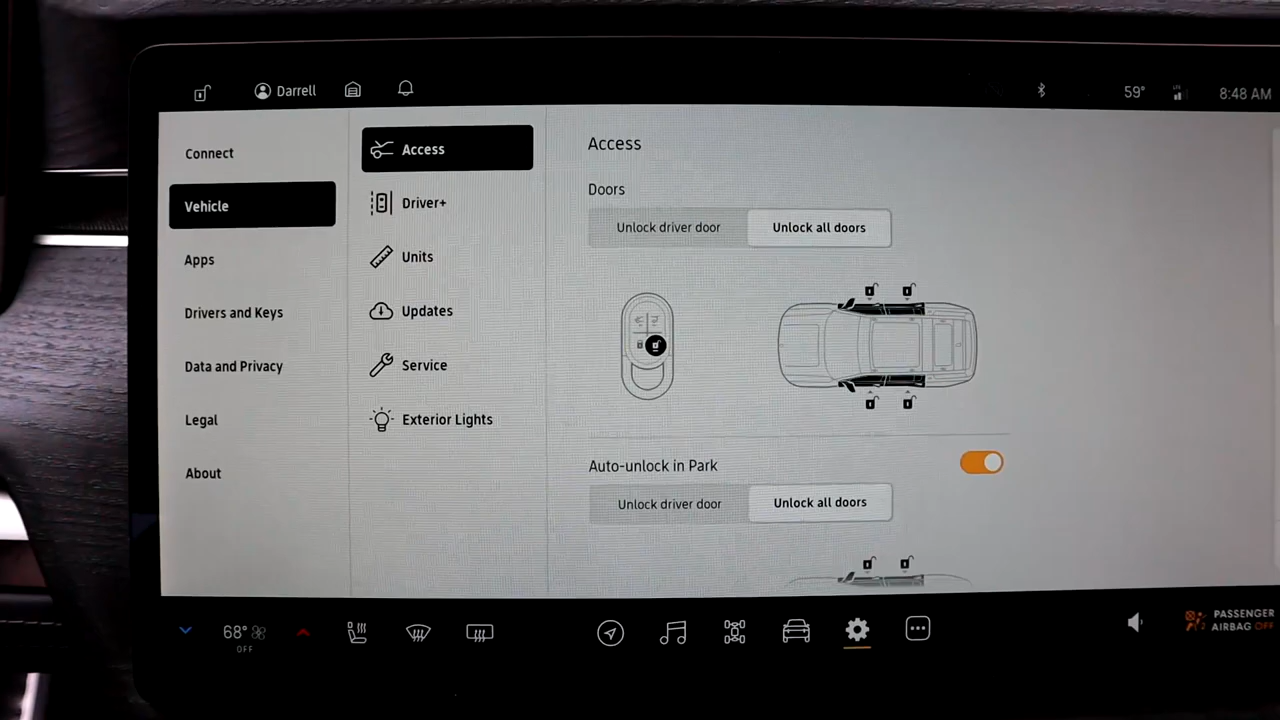 Darrell
59°
LTE
8:48 AM
Connect
Vehicle
Apps
Drivers and Keys
Data and Privacy
Legal
About
Access
Driver+
Units
Updates
Service
Exterior Lights
Access
Doors
Unlock driver door
Unlock all doors
Auto-unlock in Park
Unlock driver door
Unlock all doors
68°
OFF
PASSENGER
AIRBAG OFF